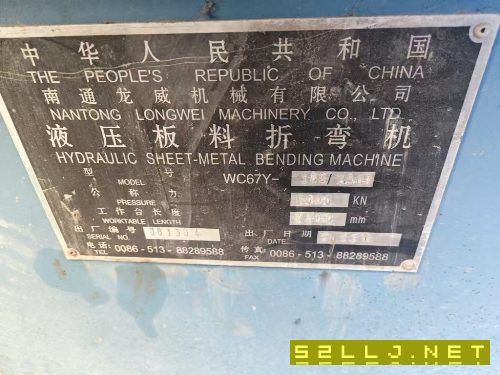 中华人民共和国
THE PEOPLE'S REPUBLIC OF CHINA
南通龙威机械有限公司
NANTONG LONGWEI MACHINERY CO., LTD.
液压板料折弯机
HYDRAULIC SHEET-METAL BENDING MACHINE
型号
MODEL WC67Y-
公称力
PRESSURE KN
工作台长度
WORKTABLE LENGTH mm
出厂编号 出厂日期
SERIAL NO. DATE
电话: 0086-513-88289588 传真: 0086-513-88289588
TEL FAX
52LLJ.NET